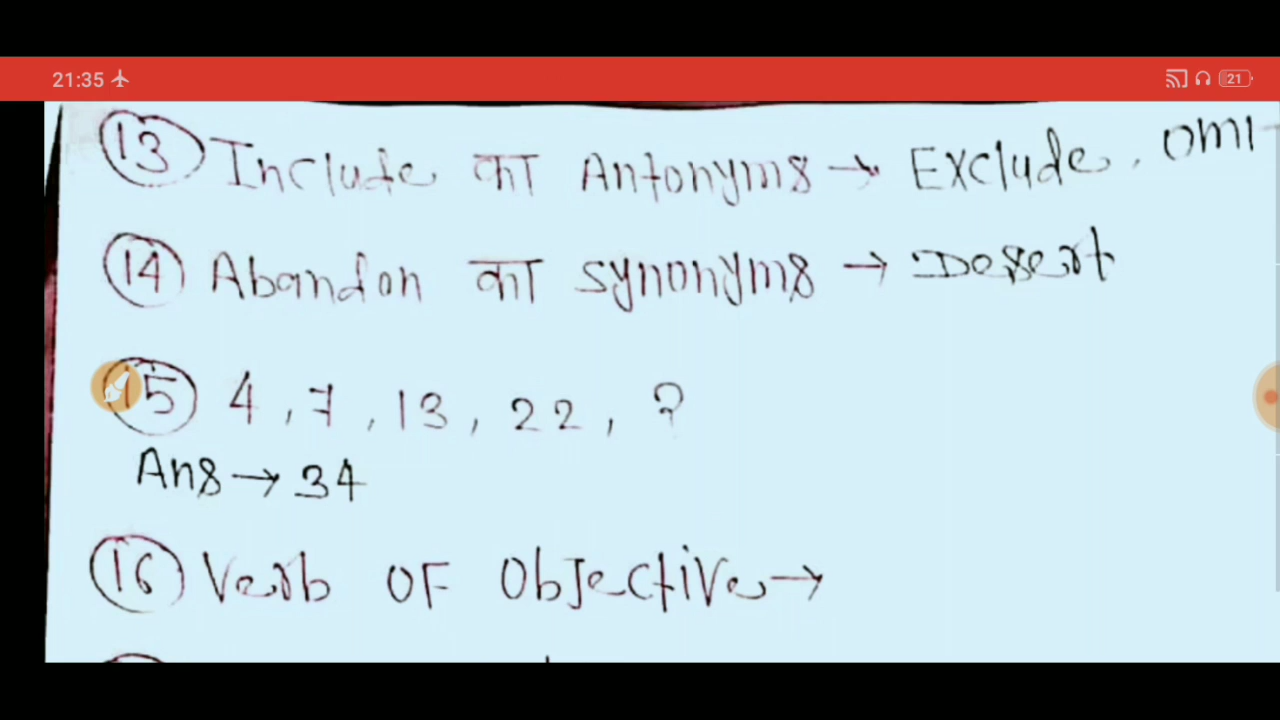 21:35
21
13 Include का Antonyms → Exclude, omi-
14 Abandon का synonyms → Desert
15 4, 7, 13, 22, ?
Ans → 34
16 Verb OF Objective →